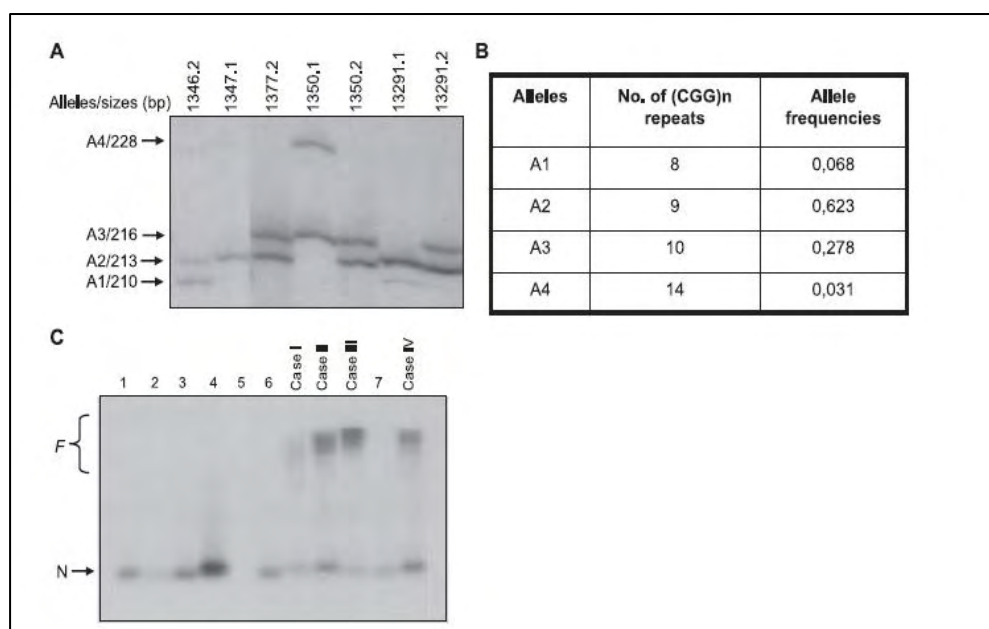 A
Alleles/sizes (bp)
1346.2
1347.1
1377.2
1350.1
1350.2
13291.1
13291.2
A4/228
A3/216
A2/213
A1/210
B
Alleles No. of (CGG)n repeats Allele frequencies
A1 8 0,068
A2 9 0,623
A3 10 0,278
A4 14 0,031
C
1 2 3 4 5 6 Case I Case II Case III 7 Case IV
F
N